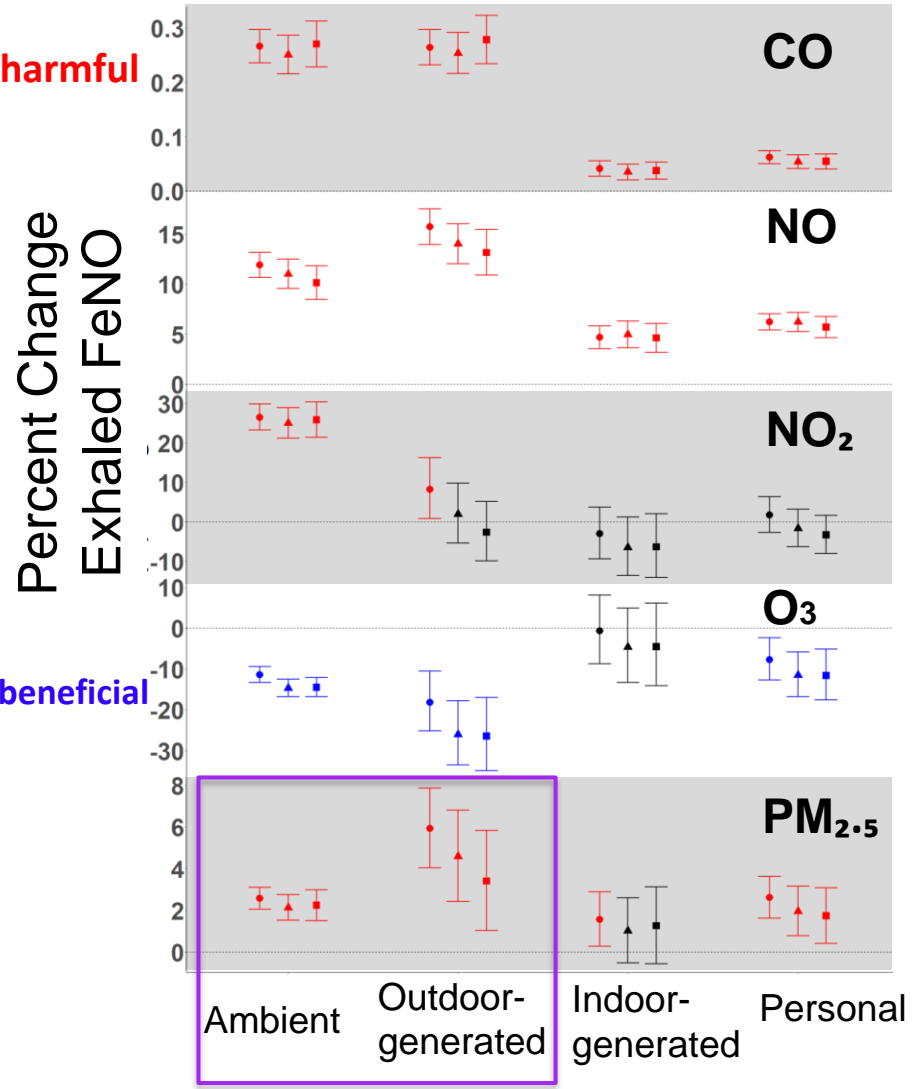 harmful
beneficial
Percent Change
Exhaled FeNO
0.3
0.2
0.1
0.0
CO
15
10
5
0
NO
30
20
10
0
-10
NO₂
10
0
-10
-20
-30
O₃
8
6
4
2
0
PM₂.₅
Ambient
Outdoor-
generated
Indoor-
generated
Personal